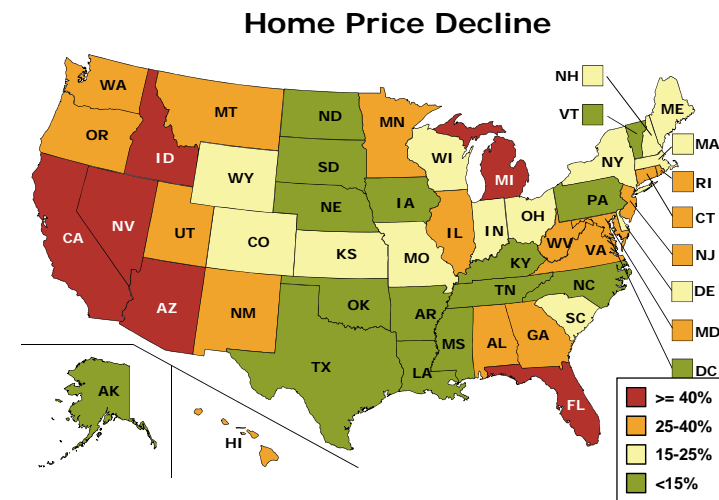 Home Price Decline
NH
VT
ME
WA
MT
ND
MN
OR
ID
WI
MI
MA
NY
SD
WY
RI
PA
NE
IA
CT
NV
UT
CO
IL
IN
OH
WV
VA
NJ
CA
KS
MO
KY
DE
AZ
NM
OK
AR
TN
NC
SC
MD
MS
AL
GA
TX
LA
DC
AK
HI
FL
>= 40%
25-40%
15-25%
<15%